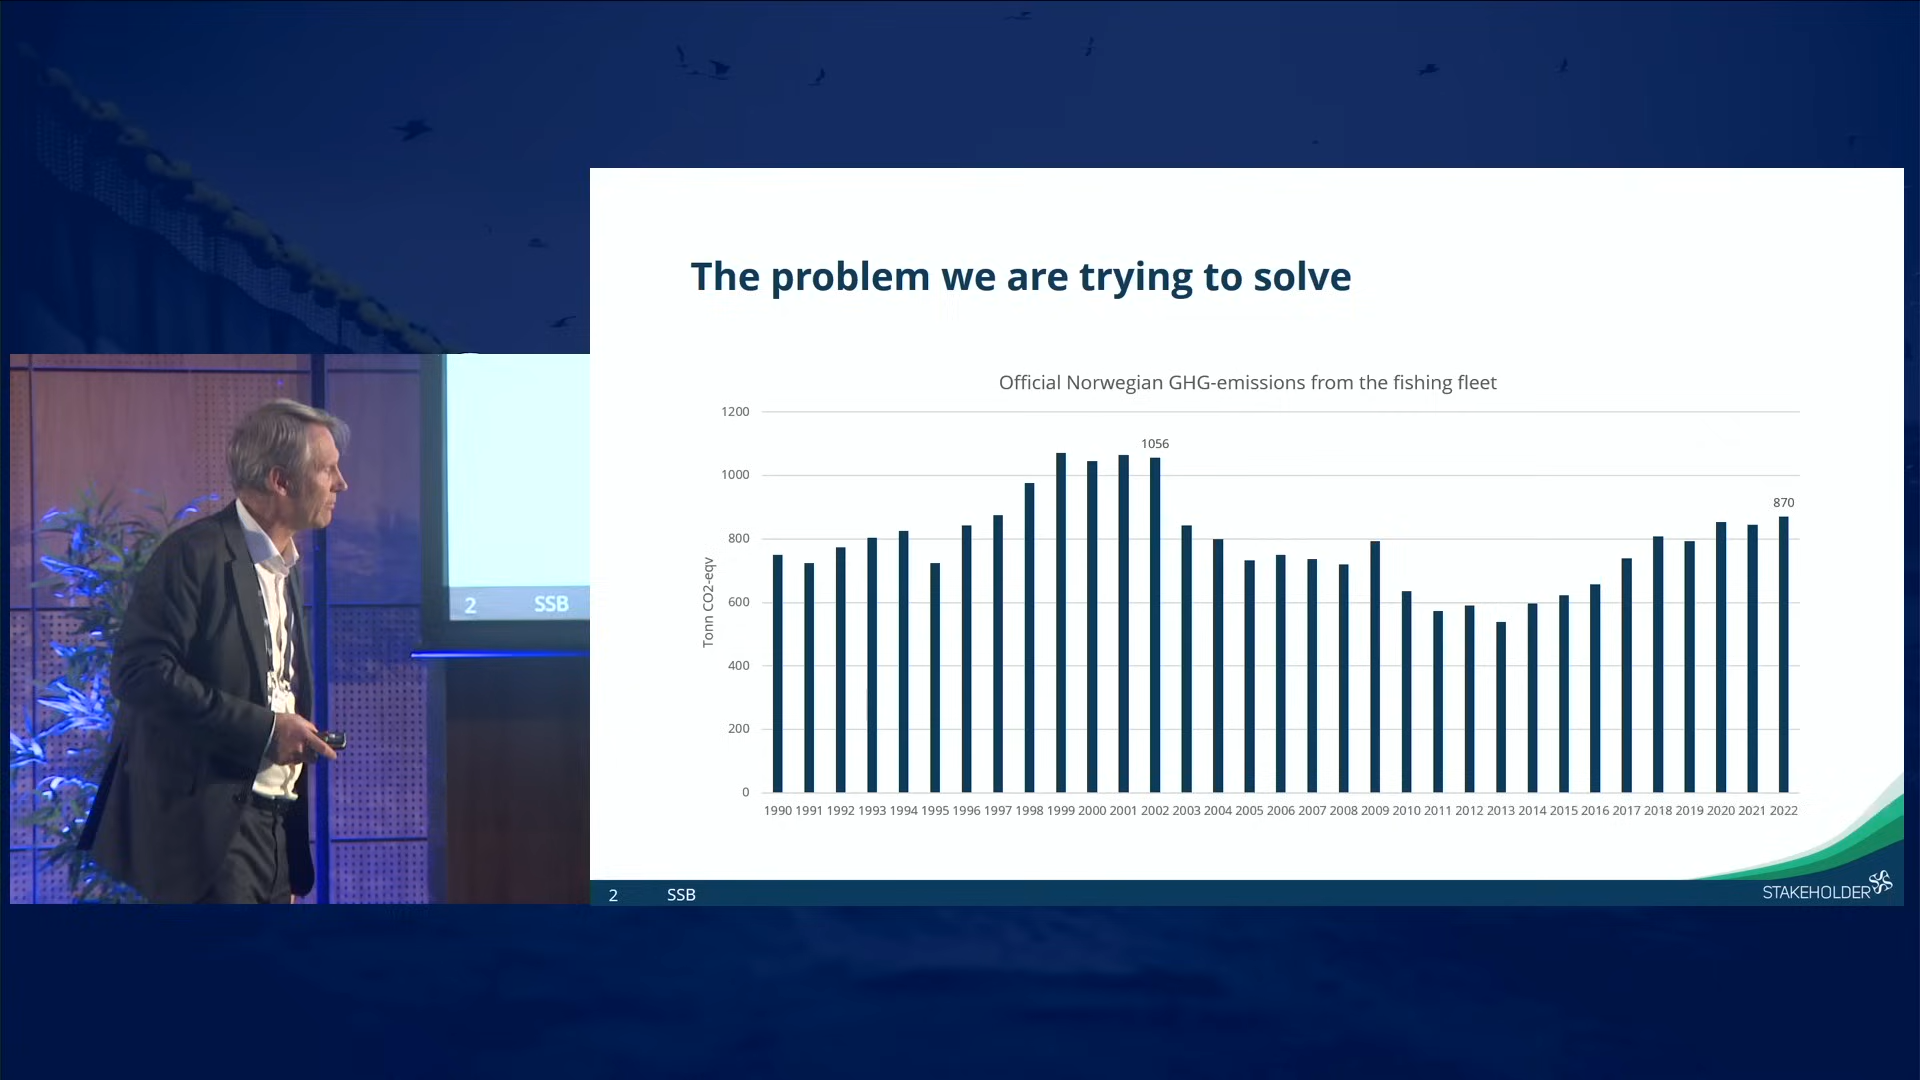 The problem we are trying to solve
Official Norwegian GHG-emissions from the fishing fleet
1200
1000
800
600
400
200
0
Tonn CO2-eqv
1056
870
1990 1991 1992 1993 1994 1995 1996 1997 1998 1999 2000 2001 2002 2003 2004 2005 2006 2007 2008 2009 2010 2011 2012 2013 2014 2015 2016 2017 2018 2019 2020 2021 2022
2 SSB
STAKEHOLDER
2 SSB